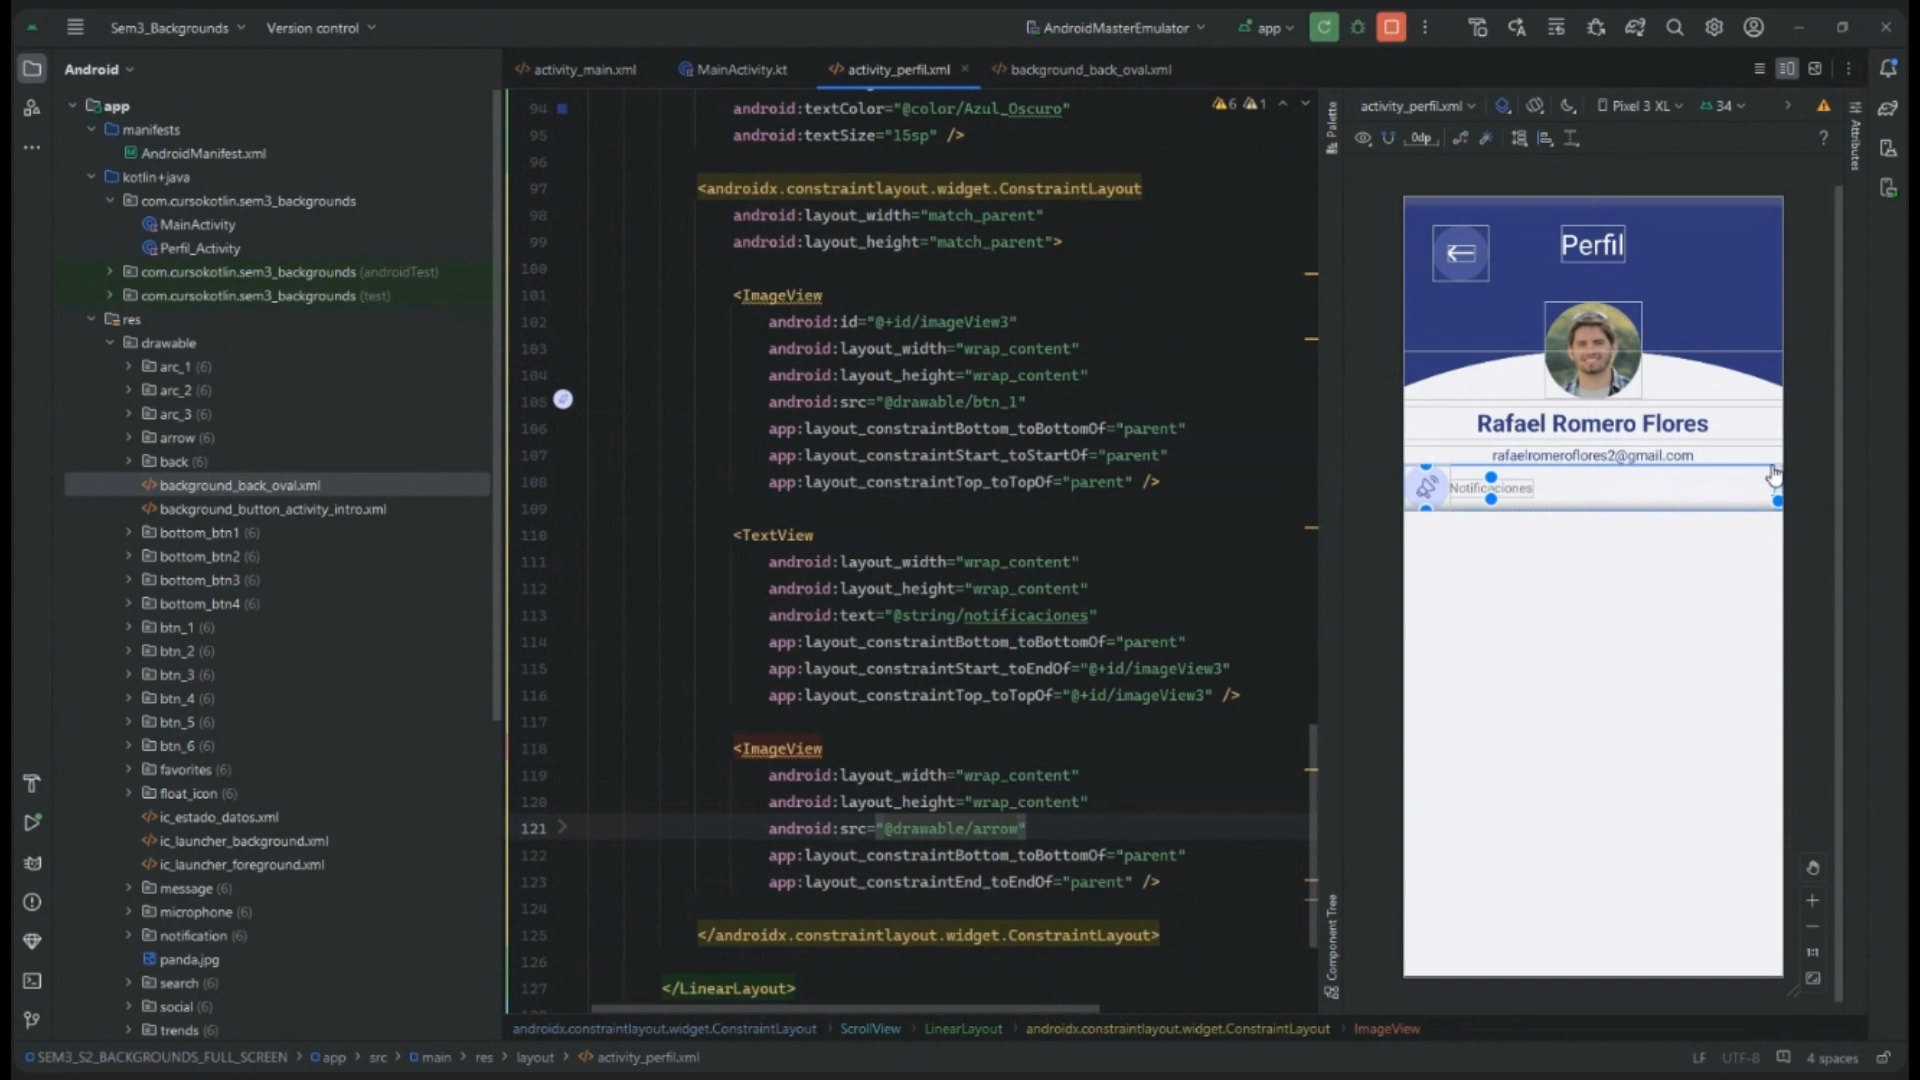 Sem3_Backgrounds
Version control
AndroidMasterEmulator
app
Android
activity_main.xml
MainActivity.kt
activity_perfil.xml
background_back_oval.xml
app
manifests
AndroidManifest.xml
kotlin+java
com.cursokotlin.sem3_backgrounds
MainActivity
Perfil_Activity
com.cursokotlin.sem3_backgrounds (androidTest)
com.cursokotlin.sem3_backgrounds (test)
res
drawable
arc_1 (6)
arc_2 (6)
arc_3 (6)
arrow (6)
back (6)
background_back_oval.xml
background_button_activity_intro.xml
bottom_btn1 (6)
bottom_btn2 (6)
bottom_btn3 (6)
bottom_btn4 (6)
btn_1 (6)
btn_2 (6)
btn_3 (6)
btn_4 (6)
btn_5 (6)
btn_6 (6)
favorites (6)
float_icon (6)
ic_estado_datos.xml
ic_launcher_background.xml
ic_launcher_foreground.xml
message (6)
microphone (6)
notification (6)
panda.jpg
search (6)
social (6)
trends (6)
94 android:textColor="@color/Azul_Oscuro"
95 android:textSize="15sp" />
96
97 <androidx.constraintlayout.widget.ConstraintLayout
98 android:layout_width="match_parent"
99 android:layout_height="match_parent">
100
101 <ImageView
102 android:id="@+id/imageView3"
103 android:layout_width="wrap_content"
104 android:layout_height="wrap_content"
105 android:src="@drawable/btn_1"
106 app:layout_constraintBottom_toBottomOf="parent"
107 app:layout_constraintStart_toStartOf="parent"
108 app:layout_constraintTop_toTopOf="parent" />
109
110 <TextView
111 android:layout_width="wrap_content"
112 android:layout_height="wrap_content"
113 android:text="@string/notificaciones"
114 app:layout_constraintBottom_toBottomOf="parent"
115 app:layout_constraintStart_toEndOf="@+id/imageView3"
116 app:layout_constraintTop_toTopOf="@+id/imageView3" />
117
118 <ImageView
119 android:layout_width="wrap_content"
120 android:layout_height="wrap_content"
121 android:src="@drawable/arrow"
122 app:layout_constraintBottom_toBottomOf="parent"
123 app:layout_constraintEnd_toEndOf="parent" />
124
125 </androidx.constraintlayout.widget.ConstraintLayout>
126
127 </LinearLayout>
6 1
Palette
Component Tree
activity_perfil.xml
Pixel 3 XL
34
0dp
?
Attributes
Perfil
Rafael Romero Flores
rafaelromeroflores2@gmail.com
Notificaciones
1:1
androidx.constraintlayout.widget.ConstraintLayout
ScrollView
LinearLayout
androidx.constraintlayout.widget.ConstraintLayout
ImageView
SEM3_S2_BACKGROUNDS_FULL_SCREEN > app > src > main > res > layout > activity_perfil.xml
LF
UTF-8
4 spaces